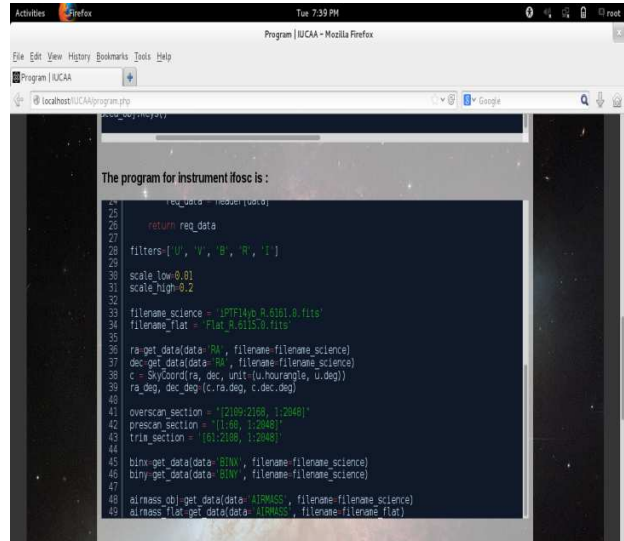 Activities Firefox Tue 7:39 PM root
Program | IUCAA - Mozilla Firefox
File Edit View History Bookmarks Tools Help
Program | IUCAA
localhost/IUCAA/program.php Google
The program for instrument ifosc is :
24 req_data = header[data]
25
26 return req_data
27
28 filters=['U', 'V', 'B', 'R', 'I']
29
30 scale_low=0.01
31 scale_high=0.2
32
33 filename_science = 'iPTF14yb_R.6161.8.fits'
34 filename_flat = 'Flat_R.6115.0.fits'
35
36 ra=get_data(data='RA', filename=filename_science)
37 dec=get_data(data='RA', filename=filename_science)
38 c = SkyCoord(ra, dec, unit=(u.hourangle, u.deg))
39 ra_deg, dec_deg=(c.ra.deg, c.dec.deg)
40
41 overscan_section = "[2109:2168, 1:2048]"
42 prescan_section = "[1:60, 1:2048]"
43 trim_section = '[61:2108, 1:2048]'
44
45 binx=get_data(data='BINX', filename=filename_science)
46 biny=get_data(data='BINY', filename=filename_science)
47
48 airmass_obj=get_data(data='AIRMASS', filename=filename_science)
49 airmass_flat=get_data(data='AIRMASS', filename=filename_flat)